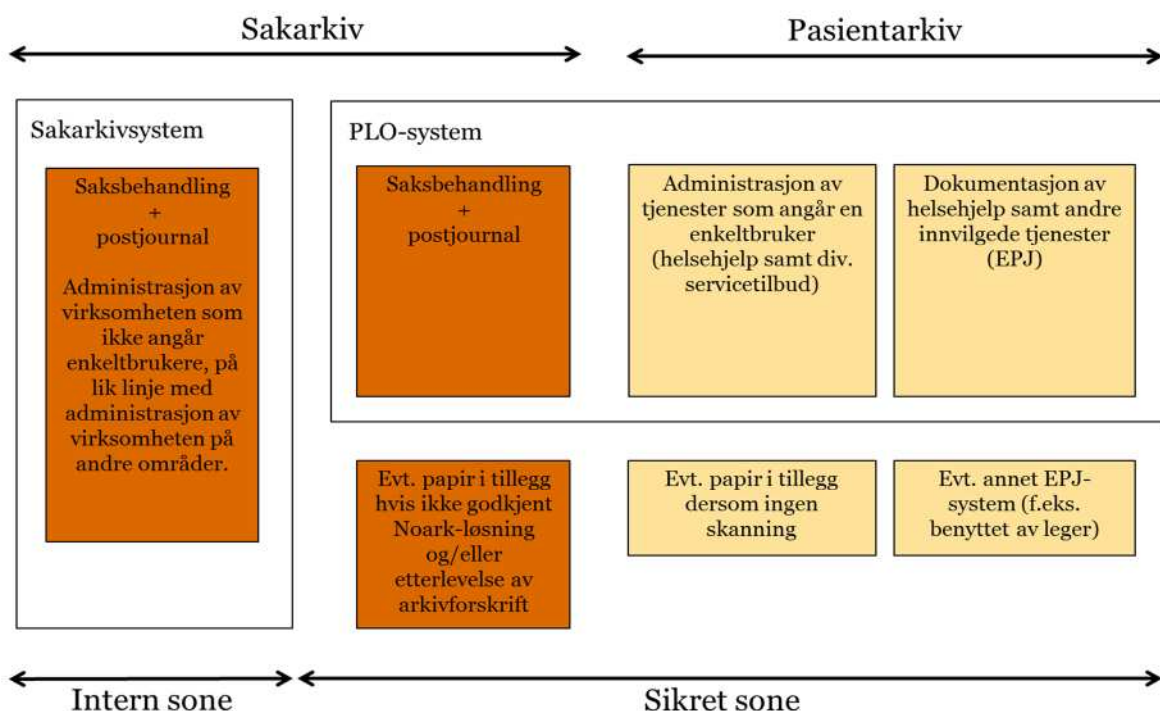 Sakarkiv
Pasientarkiv
Sakarkivsystem
Saksbehandling
+
postjournal
Administrasjon av
virksomheten som
ikke angår
enkeltbrukere, på
lik linje med
administrasjon av
virksomheten på
andre områder.
PLO-system
Saksbehandling
+
postjournal
Administrasjon av
tjenester som angår en
enkeltbruker
(helsehjelp samt div.
servicetilbud)
Dokumentasjon av
helsehjelp samt andre
innvilgede tjenester
(EPJ)
Evt. papir i tillegg
hvis ikke godkjent
Noark-løsning
og/eller
etterlevelse av
arkivforskrift
Evt. papir i tillegg
dersom ingen
skanning
Evt. annet EPJ-
system (f.eks.
benyttet av leger)
Intern sone
Sikret sone